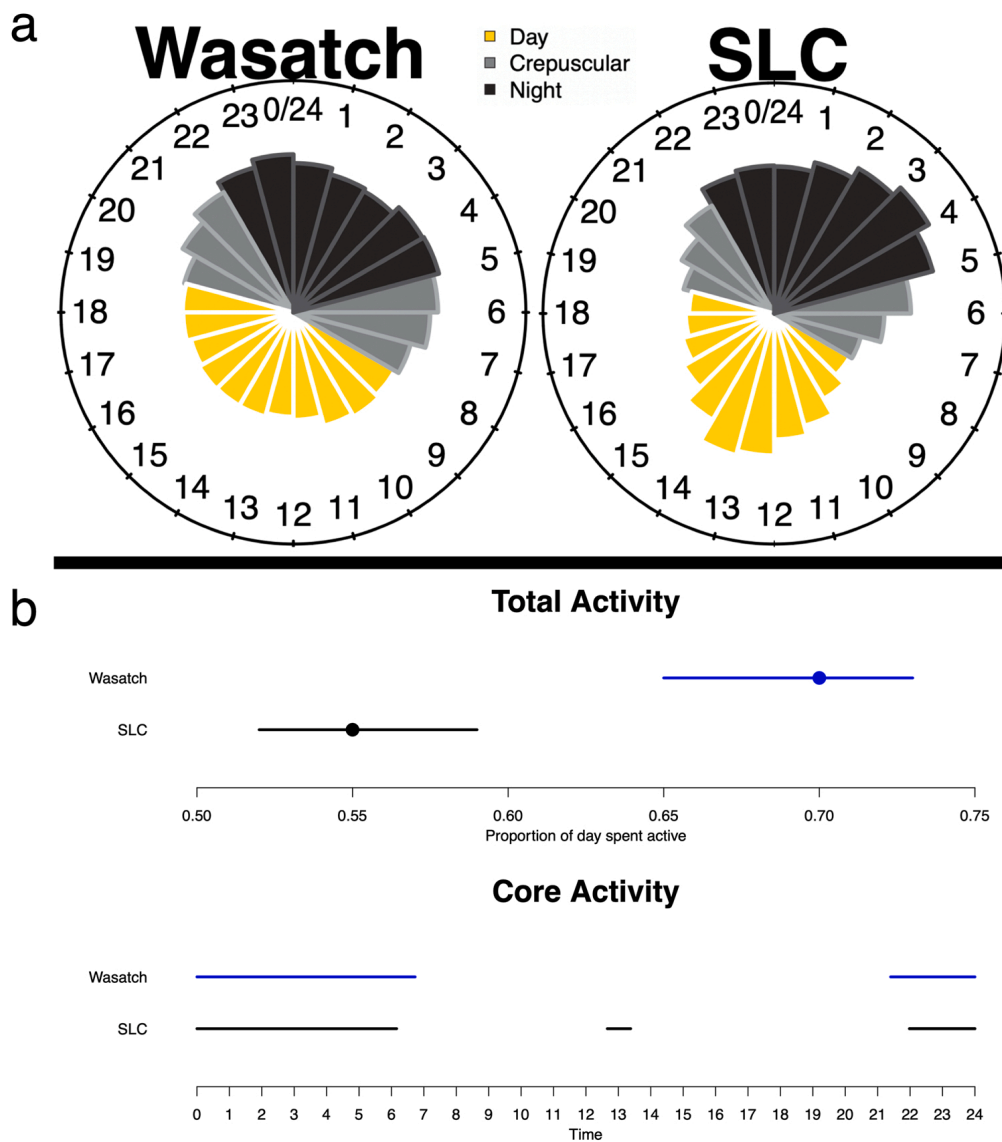 a
Wasatch
Day
Crepuscular
Night
SLC
0/24
1
2
3
4
5
6
7
8
9
10
11
12
13
14
15
16
17
18
19
20
21
22
23
0/24
1
2
3
4
5
6
7
8
9
10
11
12
13
14
15
16
17
18
19
20
21
22
23
b
Total Activity
Wasatch
SLC
0.50 0.55 0.60 0.65 0.70 0.75
Proportion of day spent active
Core Activity
Wasatch
SLC
0 1 2 3 4 5 6 7 8 9 10 11 12 13 14 15 16 17 18 19 20 21 22 23 24
Time